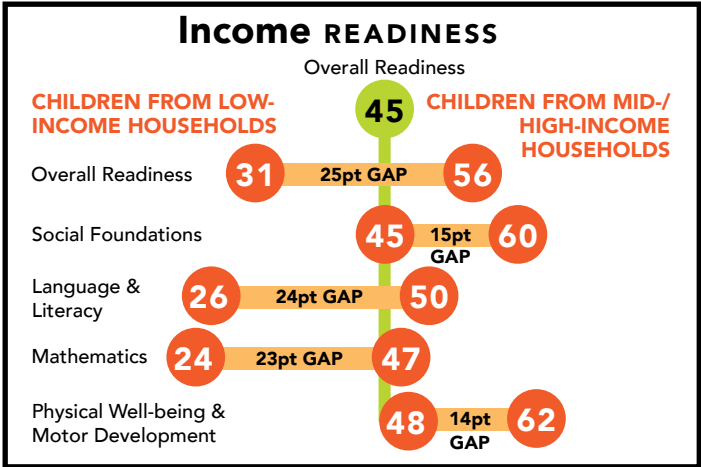 Income READINESS
Overall Readiness
45
CHILDREN FROM LOW-
INCOME HOUSEHOLDS
CHILDREN FROM MID-/
HIGH-INCOME
HOUSEHOLDS
Overall Readiness
31
25pt GAP
56
Social Foundations
45
15pt
GAP
60
Language &
Literacy
26
24pt GAP
50
Mathematics
24
23pt GAP
47
Physical Well-being &
Motor Development
48
14pt
GAP
62